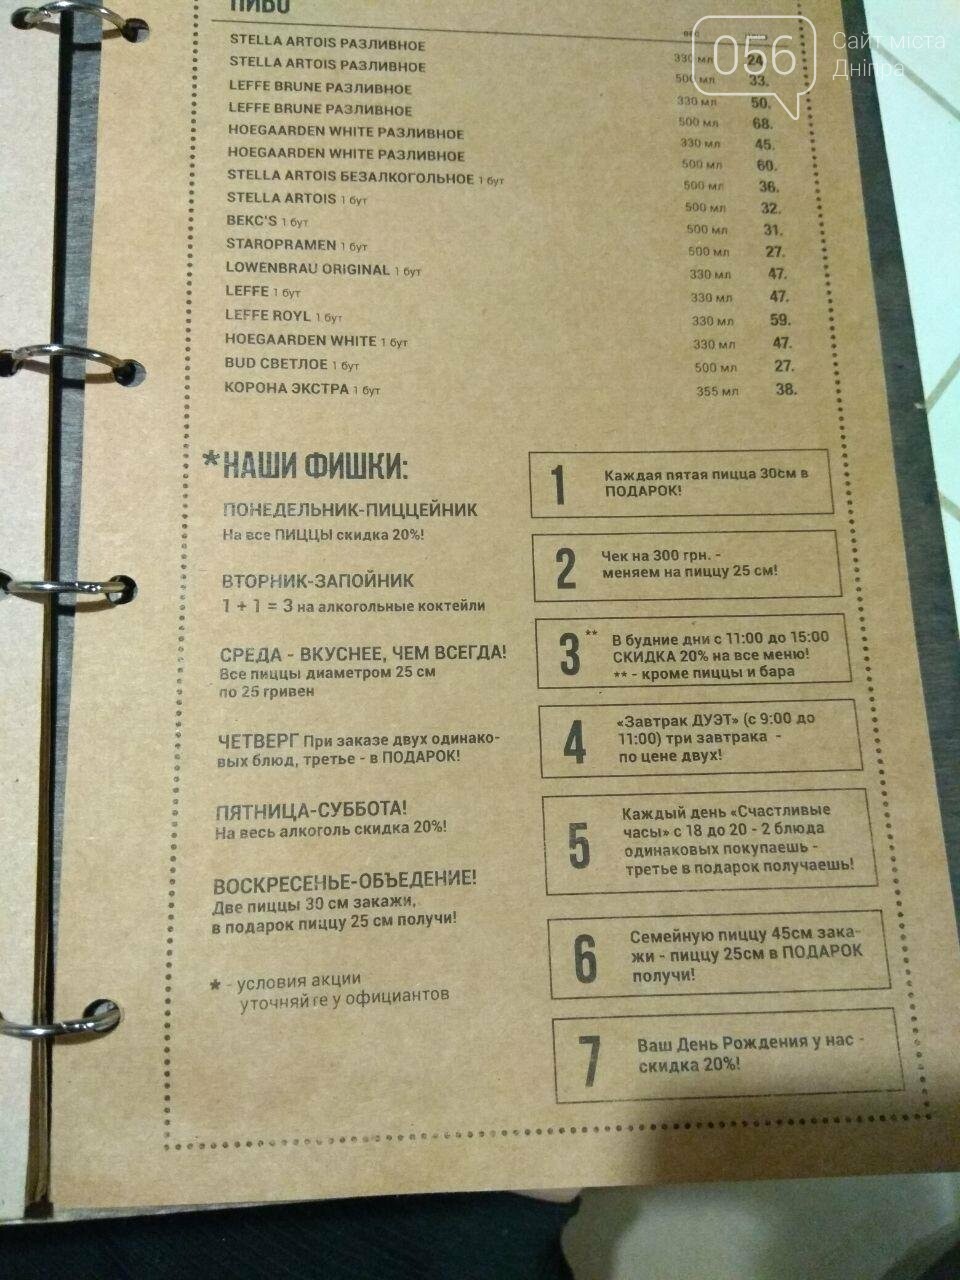 ПИВО
STELLA ARTOIS РАЗЛИВНОЕ 330 мл 24.
STELLA ARTOIS РАЗЛИВНОЕ 500 мл 33.
LEFFE BRUNE РАЗЛИВНОЕ 330 мл 50.
LEFFE BRUNE РАЗЛИВНОЕ 500 мл 68.
HOEGAARDEN WHITE РАЗЛИВНОЕ 330 мл 45.
HOEGAARDEN WHITE РАЗЛИВНОЕ 500 мл 60.
STELLA ARTOIS БЕЗАЛКОГОЛЬНОЕ 1 бут 500 мл 36.
STELLA ARTOIS 1 бут 500 мл 32.
ВЕКС'S 1 бут 500 мл 31.
STAROPRAMEN 1 бут 500 мл 27.
LOWENBRAU ORIGINAL 1 бут 330 мл 47.
LEFFE 1 бут 330 мл 47.
LEFFE ROYL 1 бут 330 мл 59.
HOEGAARDEN WHITE 1 бут 330 мл 47.
BUD СВЕТЛОЕ 1 бут 500 мл 27.
КОРОНА ЭКСТРА 1 бут 355 мл 38.
*НАШИ ФИШКИ:
ПОНЕДЕЛЬНИК-ПИЦЦЕЙНИК
На все ПИЦЦЫ скидка 20%!
ВТОРНИК-ЗАПОЙНИК
1 + 1 = 3 на алкогольные коктейли
СРЕДА - ВКУСНЕЕ, ЧЕМ ВСЕГДА!
Все пиццы диаметром 25 см
по 25 гривен
ЧЕТВЕРГ При заказе двух одинако-
вых блюд, третье - в ПОДАРОК!
ПЯТНИЦА-СУББОТА!
На весь алкоголь скидка 20%!
ВОСКРЕСЕНЬЕ-ОБЪЕДЕНИЕ!
Две пиццы 30 см закажи,
в подарок пиццу 25 см получи!
* - условия акции
уточняйте у официантов
1 Каждая пятая пицца 30см в
ПОДАРОК!
2 Чек на 300 грн. -
меняем на пиццу 25 см!
3** В будние дни с 11:00 до 15:00
СКИДКА 20% на все меню!
** - кроме пиццы и бара
4 «Завтрак ДУЭТ» (с 9:00 до
11:00) три завтрака -
по цене двух!
5 Каждый день «Счастливые
часы» с 18 до 20 - 2 блюда
одинаковых покупаешь -
третье в подарок получаешь!
6 Семейную пиццу 45см зака-
жи - пиццу 25см в ПОДАРОК
получи!
7 Ваш День Рождения у нас -
скидка 20%!
056
Сайт міста
Дніпра